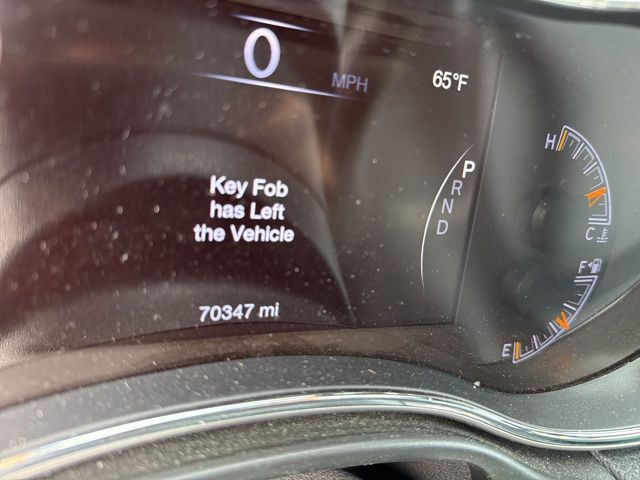 0
MPH
65°F
Key Fob
has Left
the Vehicle
70347 mi
P
R
N
D
H
C
F
E